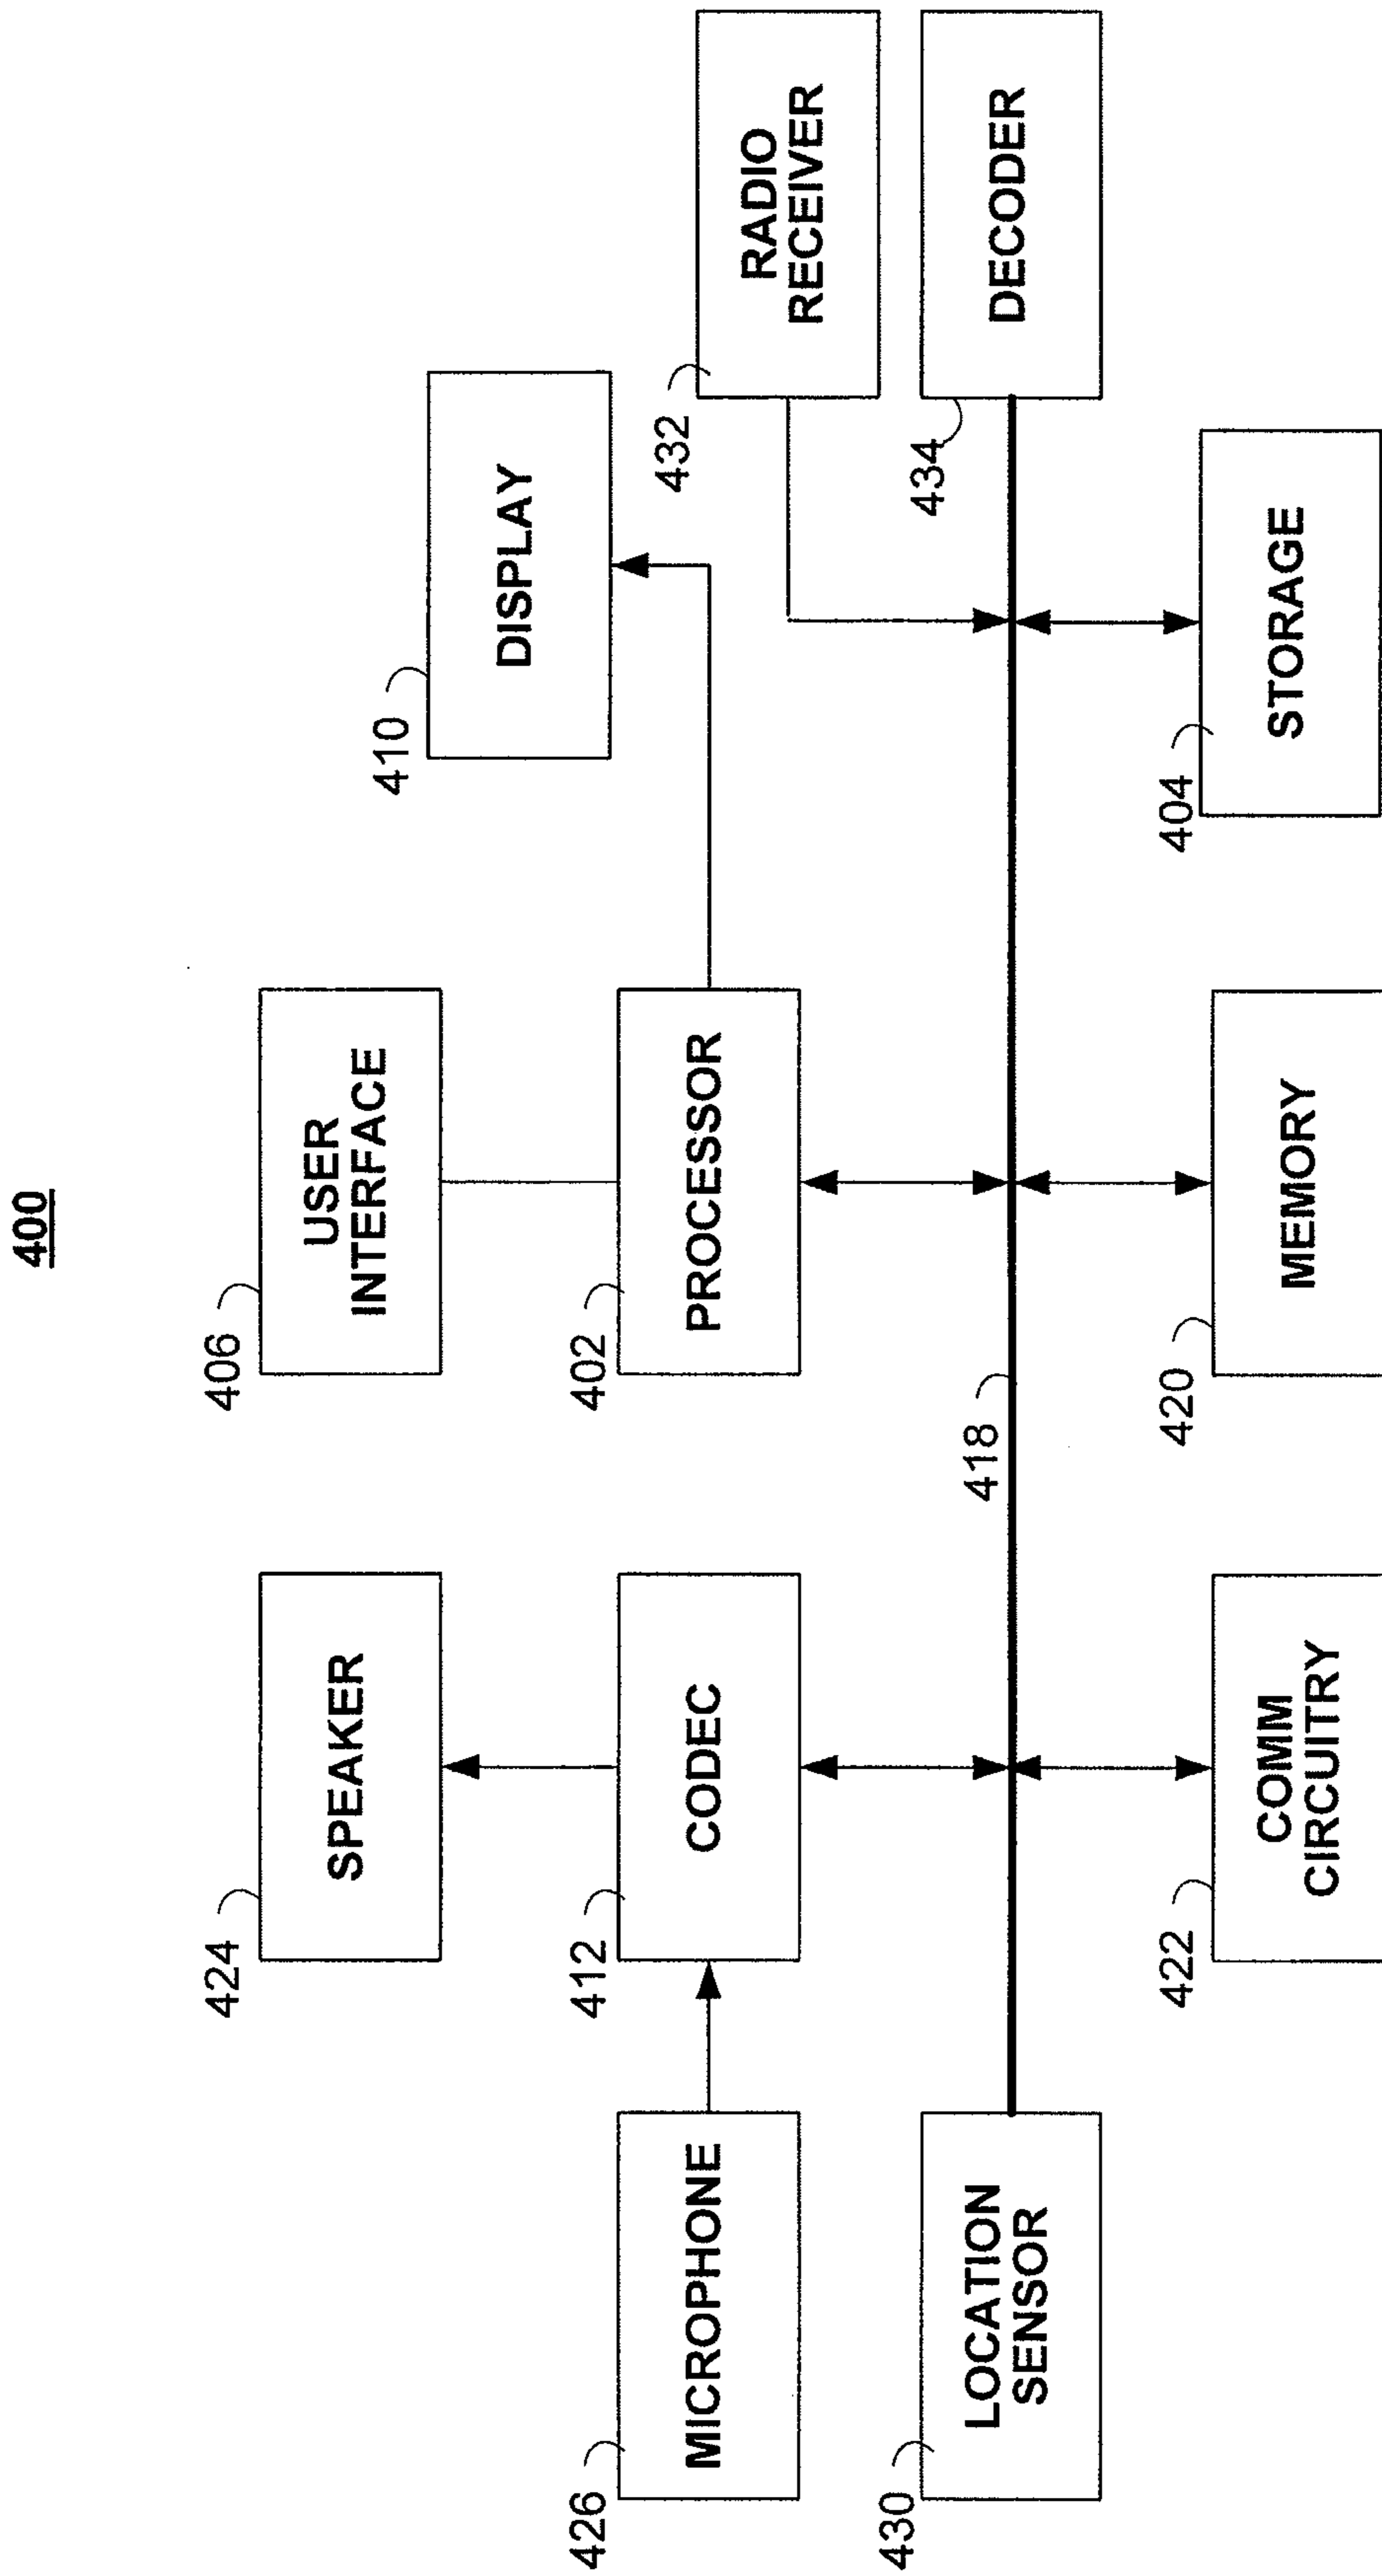 400
424
SPEAKER
406
USER
INTERFACE
410
DISPLAY
426
MICROPHONE
412
CODEC
402
PROCESSOR
432
RADIO
RECEIVER
430
LOCATION
SENSOR
418
434
DECODER
422
COMM
CIRCUITRY
420
MEMORY
404
STORAGE